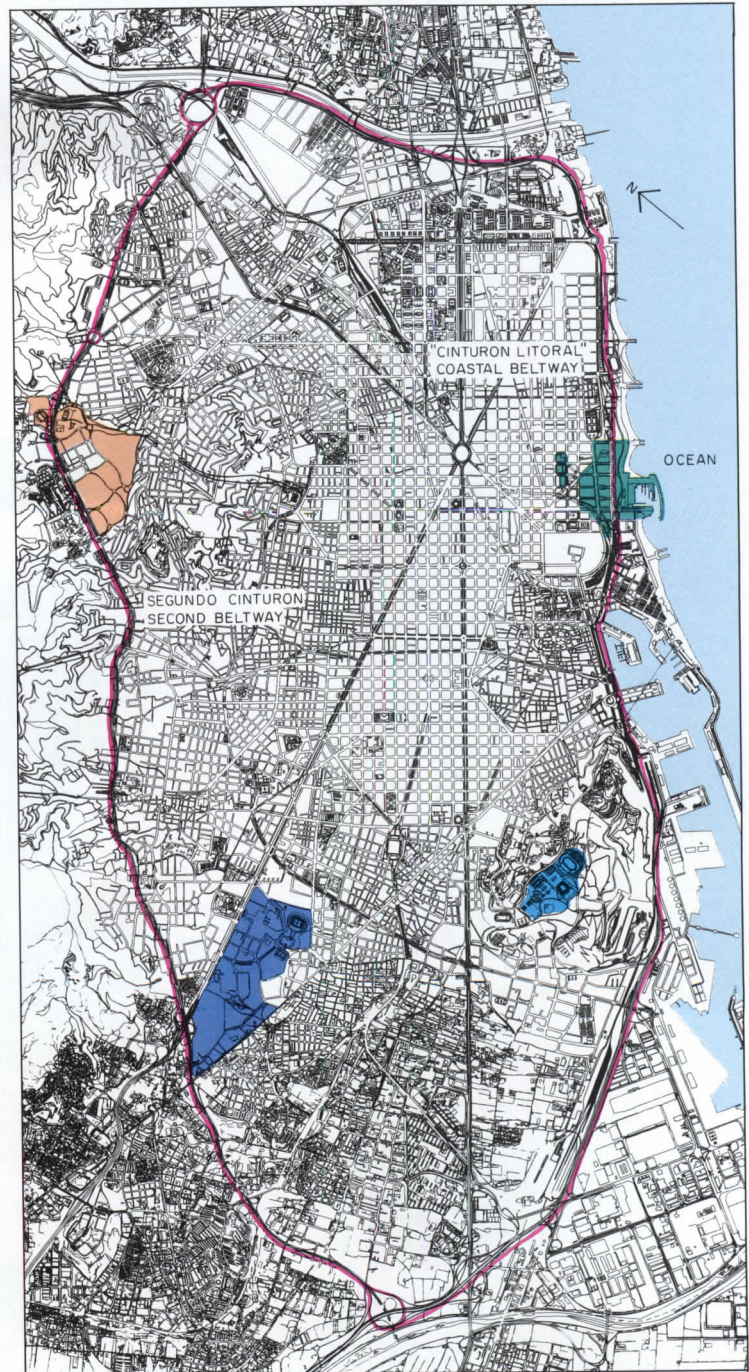 N
"CINTURON LITORAL"
COASTAL BELTWAY
OCEAN
SEGUNDO CINTURON
SECOND BELTWAY